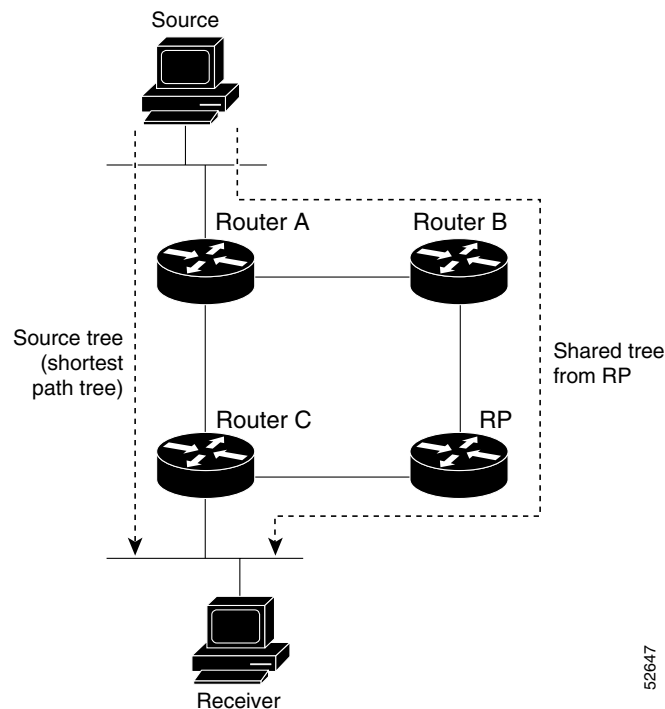 Source
Router A
Router B
Source tree
(shortest
path tree)
Shared tree
from RP
Router C
RP
Receiver
52647